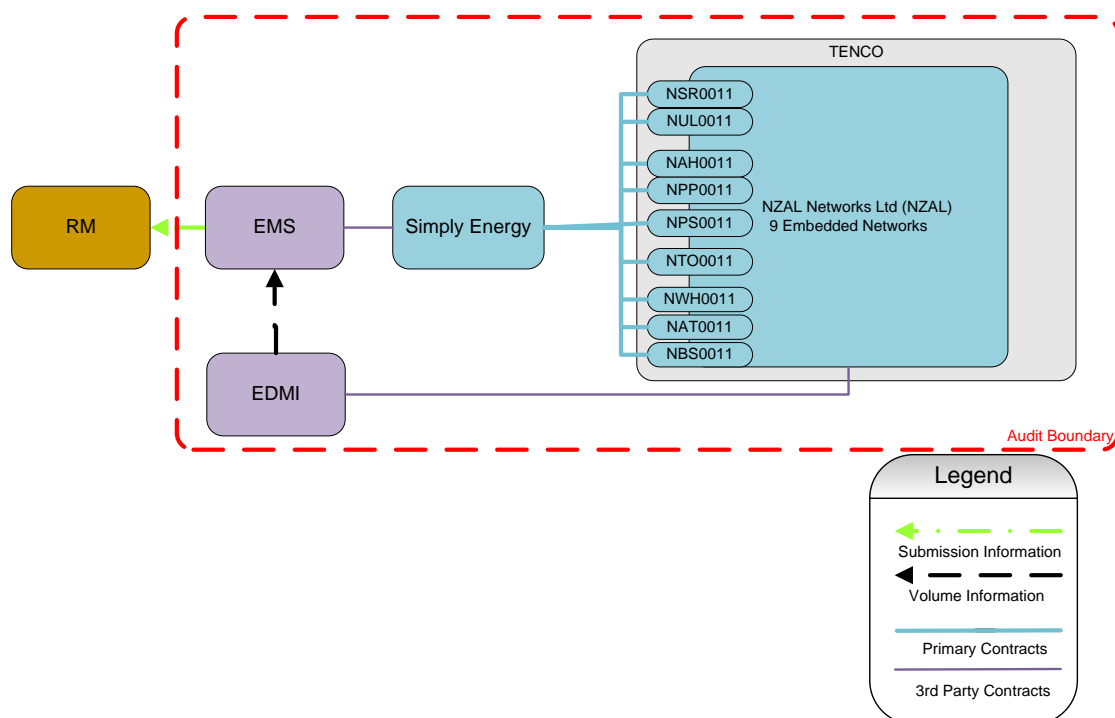 TENCO
NSR0011
NUL0011
NAH0011
NPP0011
NPS0011
NTO0011
NWH0011
NAT0011
NBS0011
NZAL Networks Ltd (NZAL)
9 Embedded Networks
RM
EMS
Simply Energy
EDMI
Audit Boundary
Legend
Submission Information
Volume Information
Primary Contracts
3rd Party Contracts